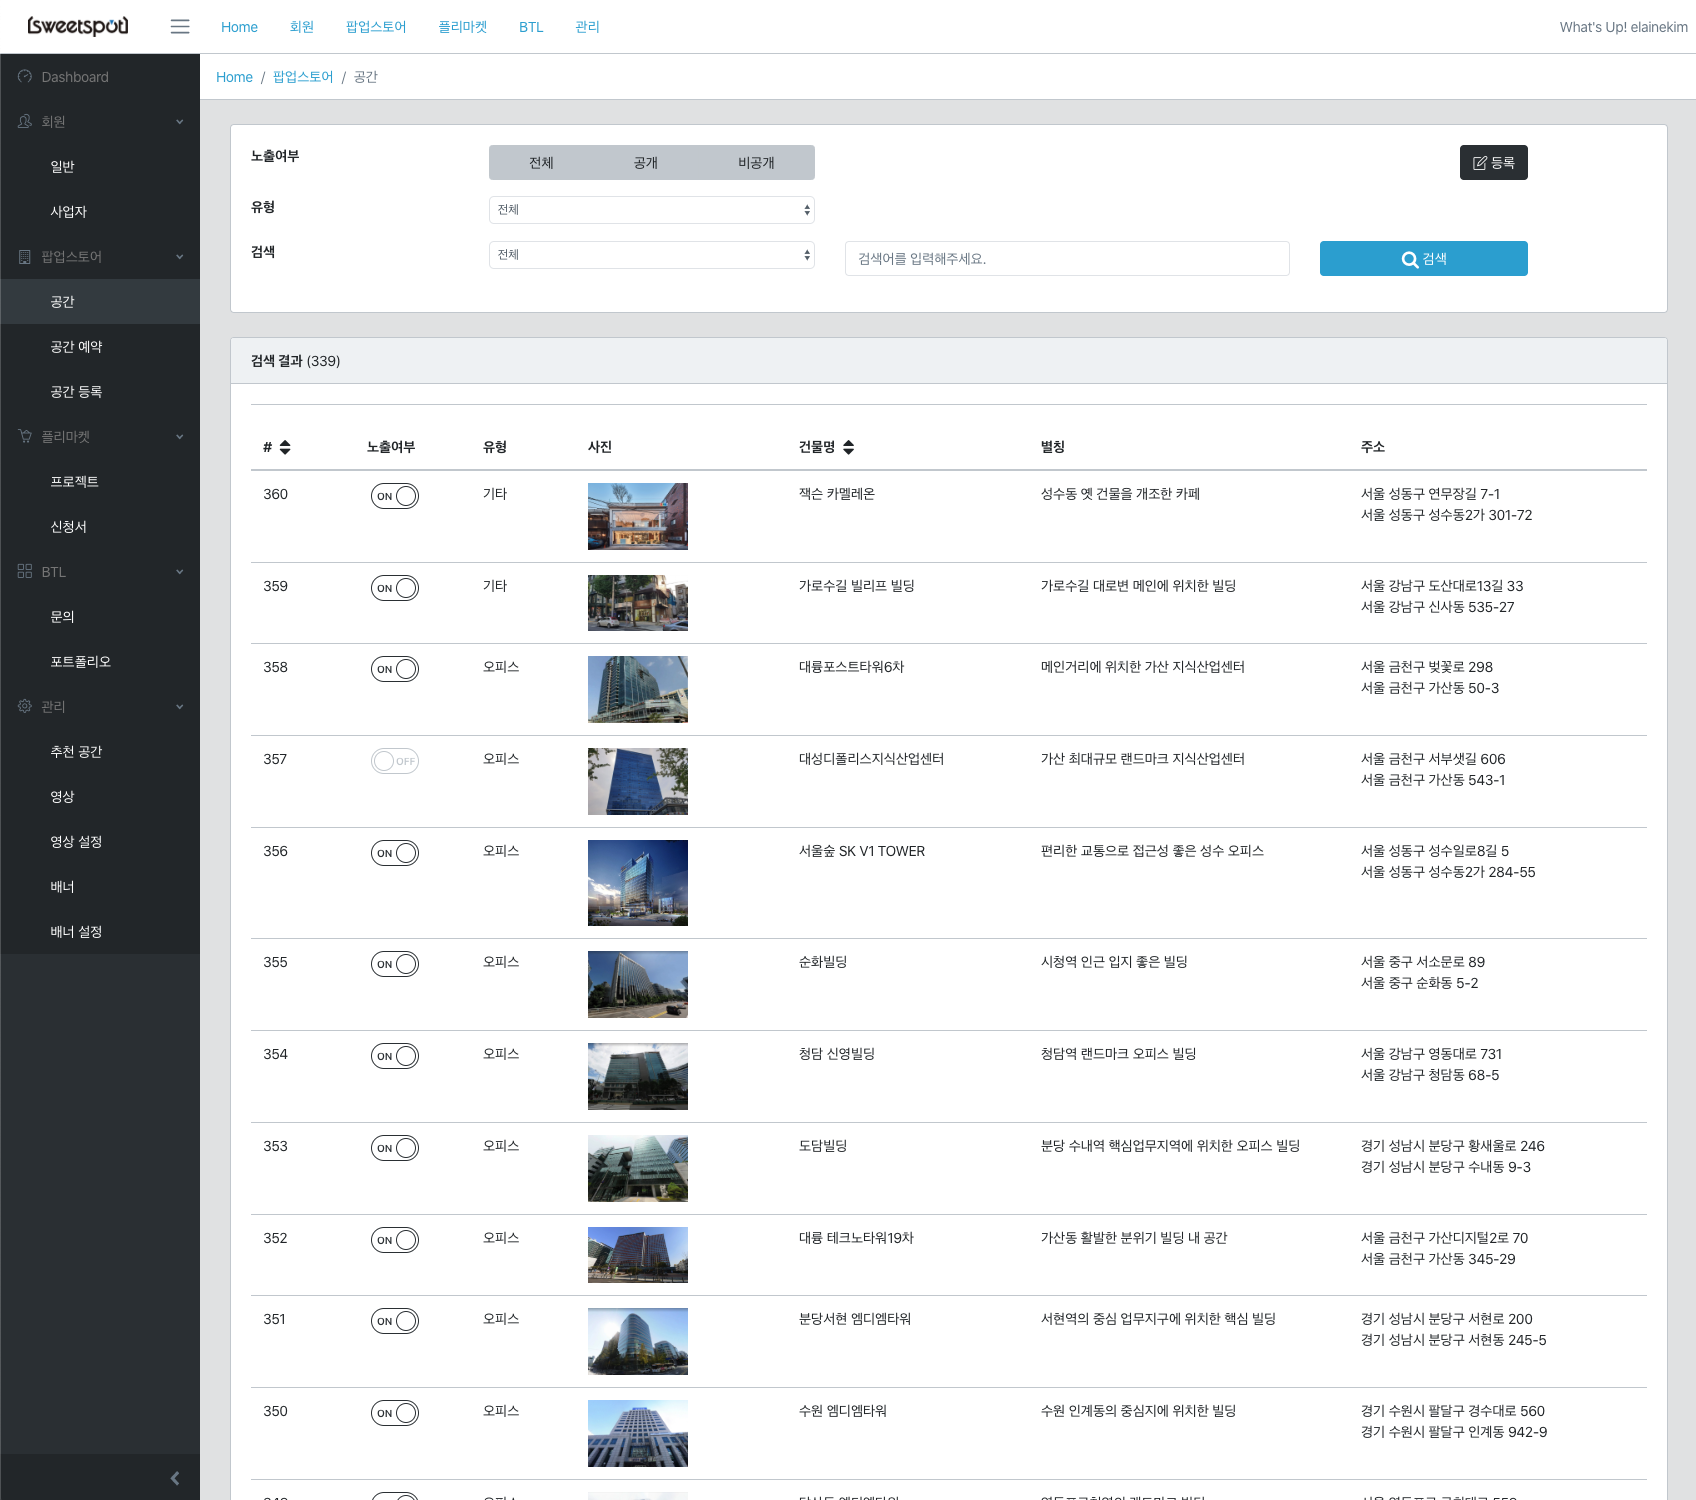 [sweetspot]
Home 회원 팝업스토어 플리마켓 BTL 관리
What's Up! elainekim
Dashboard
회원
일반
사업자
팝업스토어
공간
공간 예약
공간 등록
플리마켓
프로젝트
신청서
BTL
문의
포트폴리오
관리
추천 공간
영상
영상 설정
배너
배너 설정
Home / 팝업스토어 / 공간
노출여부 전체 공개 비공개 등록
유형 전체
검색 전체 검색어를 입력해주세요. 검색
검색 결과 (339)
# 노출여부 유형 사진 건물명 별칭 주소
360 ON 기타 잭슨 카멜레온 성수동 옛 건물을 개조한 카페 서울 성동구 연무장길 7-1
서울 성동구 성수동2가 301-72
359 ON 기타 가로수길 빌리프 빌딩 가로수길 대로변 메인에 위치한 빌딩 서울 강남구 도산대로13길 33
서울 강남구 신사동 535-27
358 ON 오피스 대륭포스트타워6차 메인거리에 위치한 가산 지식산업센터 서울 금천구 벚꽃로 298
서울 금천구 가산동 50-3
357 OFF 오피스 대성디폴리스지식산업센터 가산 최대규모 랜드마크 지식산업센터 서울 금천구 서부샛길 606
서울 금천구 가산동 543-1
356 ON 오피스 서울숲 SK V1 TOWER 편리한 교통으로 접근성 좋은 성수 오피스 서울 성동구 성수일로8길 5
서울 성동구 성수동2가 284-55
355 ON 오피스 순화빌딩 시청역 인근 입지 좋은 빌딩 서울 중구 서소문로 89
서울 중구 순화동 5-2
354 ON 오피스 청담 신영빌딩 청담역 랜드마크 오피스 빌딩 서울 강남구 영동대로 731
서울 강남구 청담동 68-5
353 ON 오피스 도담빌딩 분당 수내역 핵심업무지역에 위치한 오피스 빌딩 경기 성남시 분당구 황새울로 246
경기 성남시 분당구 수내동 9-3
352 ON 오피스 대륭 테크노타워19차 가산동 활발한 분위기 빌딩 내 공간 서울 금천구 가산디지털2로 70
서울 금천구 가산동 345-29
351 ON 오피스 분당서현 엠디엠타워 서현역의 중심 업무지구에 위치한 핵심 빌딩 경기 성남시 분당구 서현로 200
경기 성남시 분당구 서현동 245-5
350 ON 오피스 수원 엠디엠타워 수원 인계동의 중심지에 위치한 빌딩 경기 수원시 팔달구 경수대로 560
경기 수원시 팔달구 인계동 942-9